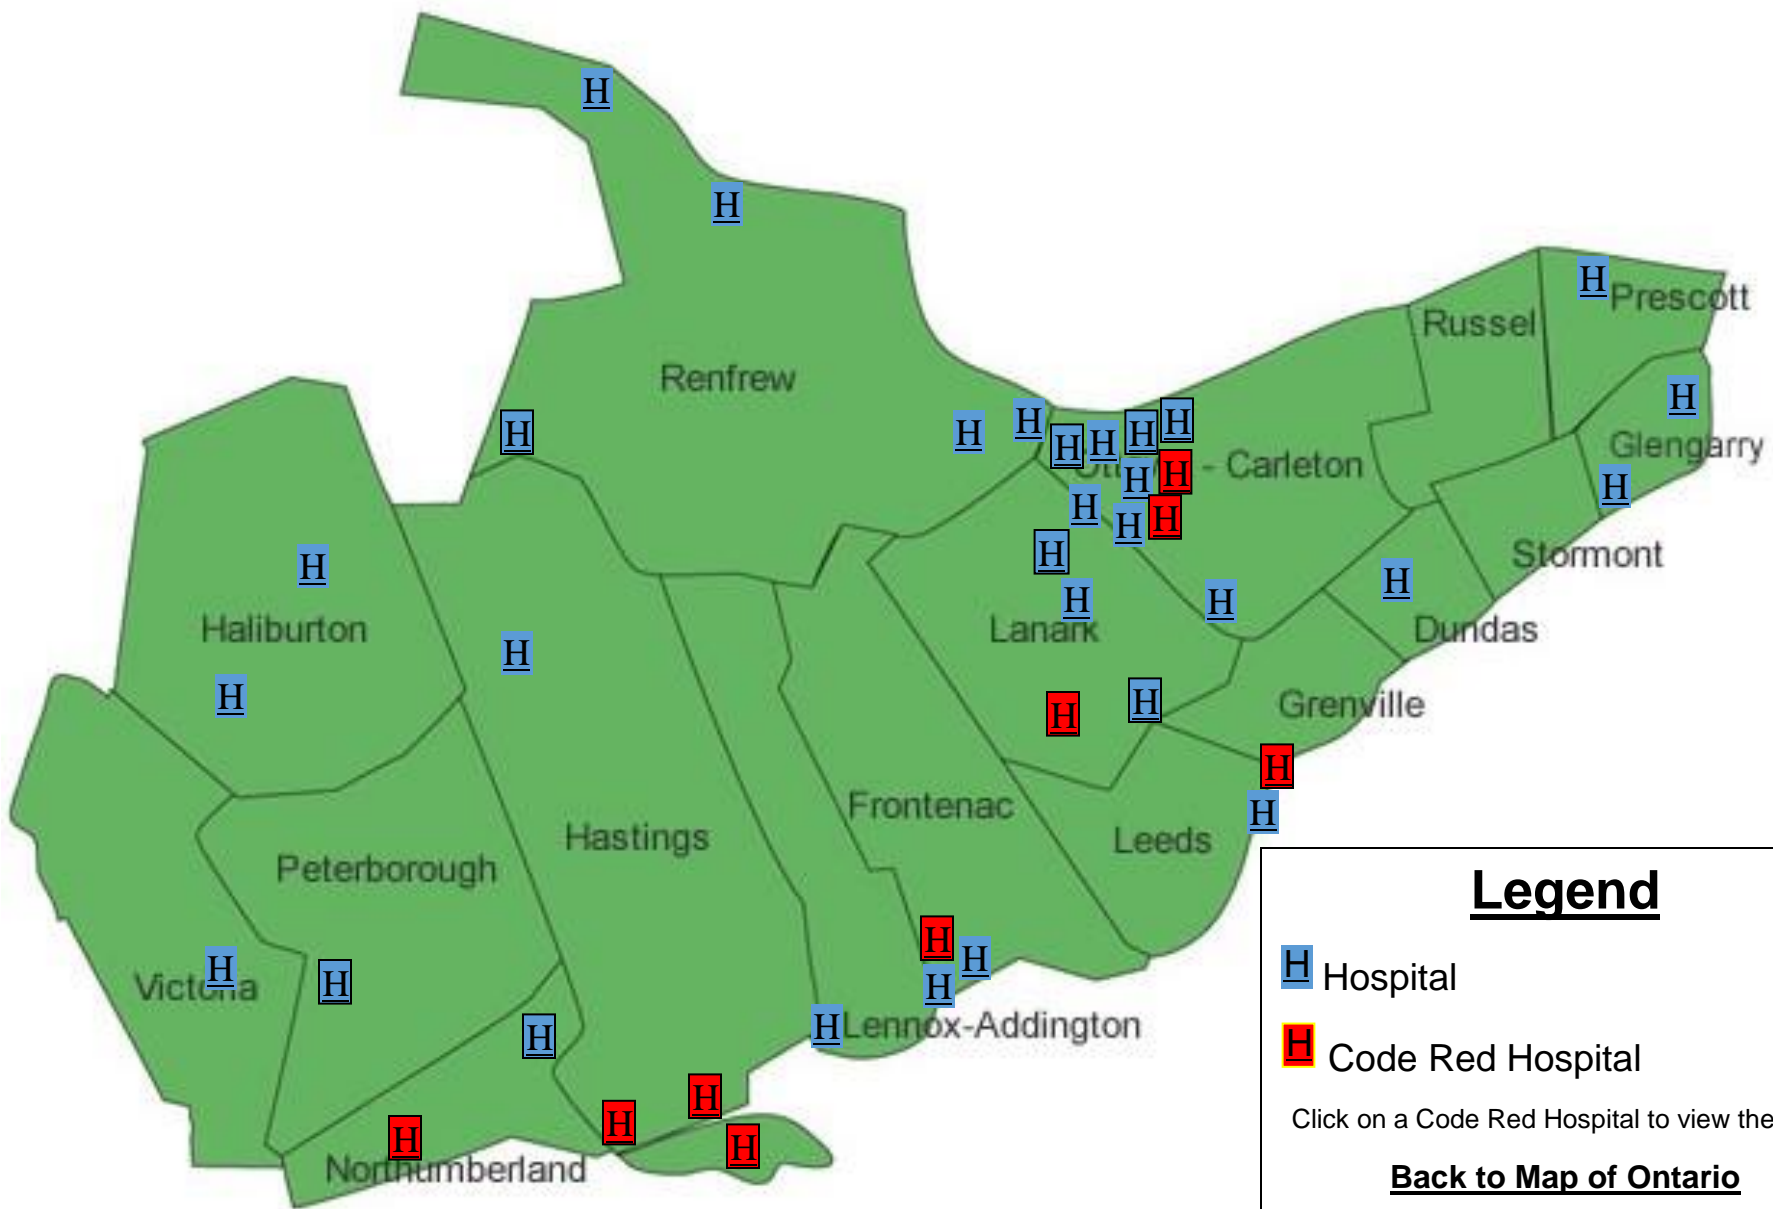 H
H
H
Prescott
Russel
Renfrew
H
Glengarry
H
H
H
H
H
H
H
H
- Carleton
H
H
H
H
H
H
H
Stormont
H
H
H
H
H
Haliburton
Lanark
Dundas
H
H
H
H
Grenville
H
H
Frontenac
Hastings
Leeds
Peterborough
Legend
H
H
H
H
Victoria
H
H Hospital
H
H
Lennox-Addington
H
H Code Red Hospital
H
H
H
H
Northumberland
Click on a Code Red Hospital to view the
Back to Map of Ontario